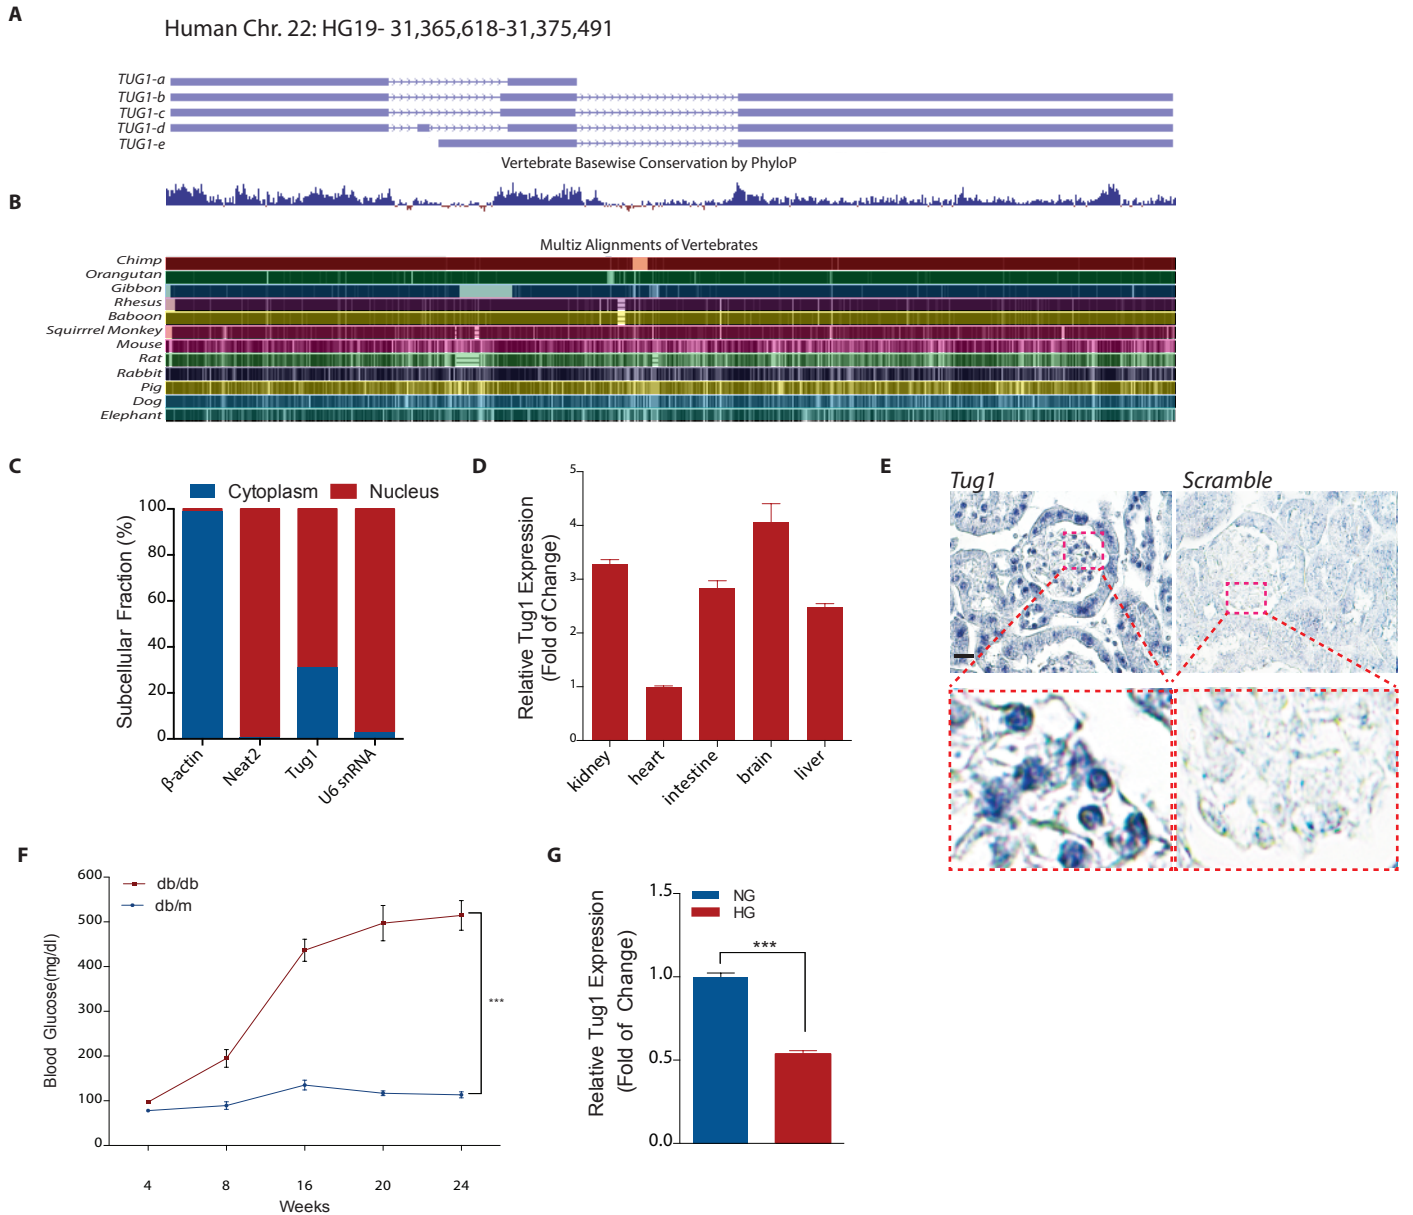 A
Human Chr. 22: HG19- 31,365,618-31,375,491
TUG1-a
TUG1-b
TUG1-c
TUG1-d
TUG1-e
Vertebrate Basewise Conservation by PhyloP
B
Multiz Alignments of Vertebrates
Chimp
Orangutan
Gibbon
Rhesus
Baboon
Squirrrel Monkey
Mouse
Rat
Rabbit
Pig
Dog
Elephant
C
Cytoplasm Nucleus
Subcellular Fraction (%)
100
80
60
40
20
0
β-actin
Neat2
Tug1
U6 snRNA
D
Relative Tug1 Expression
(Fold of Change)
5
4
3
2
1
0
kidney
heart
intestine
brain
liver
E
Tug1
Scramble
F
db/db
db/m
Blood Glucose(mg/dl)
600
500
400
300
200
100
0
***
4 8 16 20 24
Weeks
G
NG
HG
Relative Tug1 Expression
(Fold of Change)
1.5
1.0
0.5
0.0
***